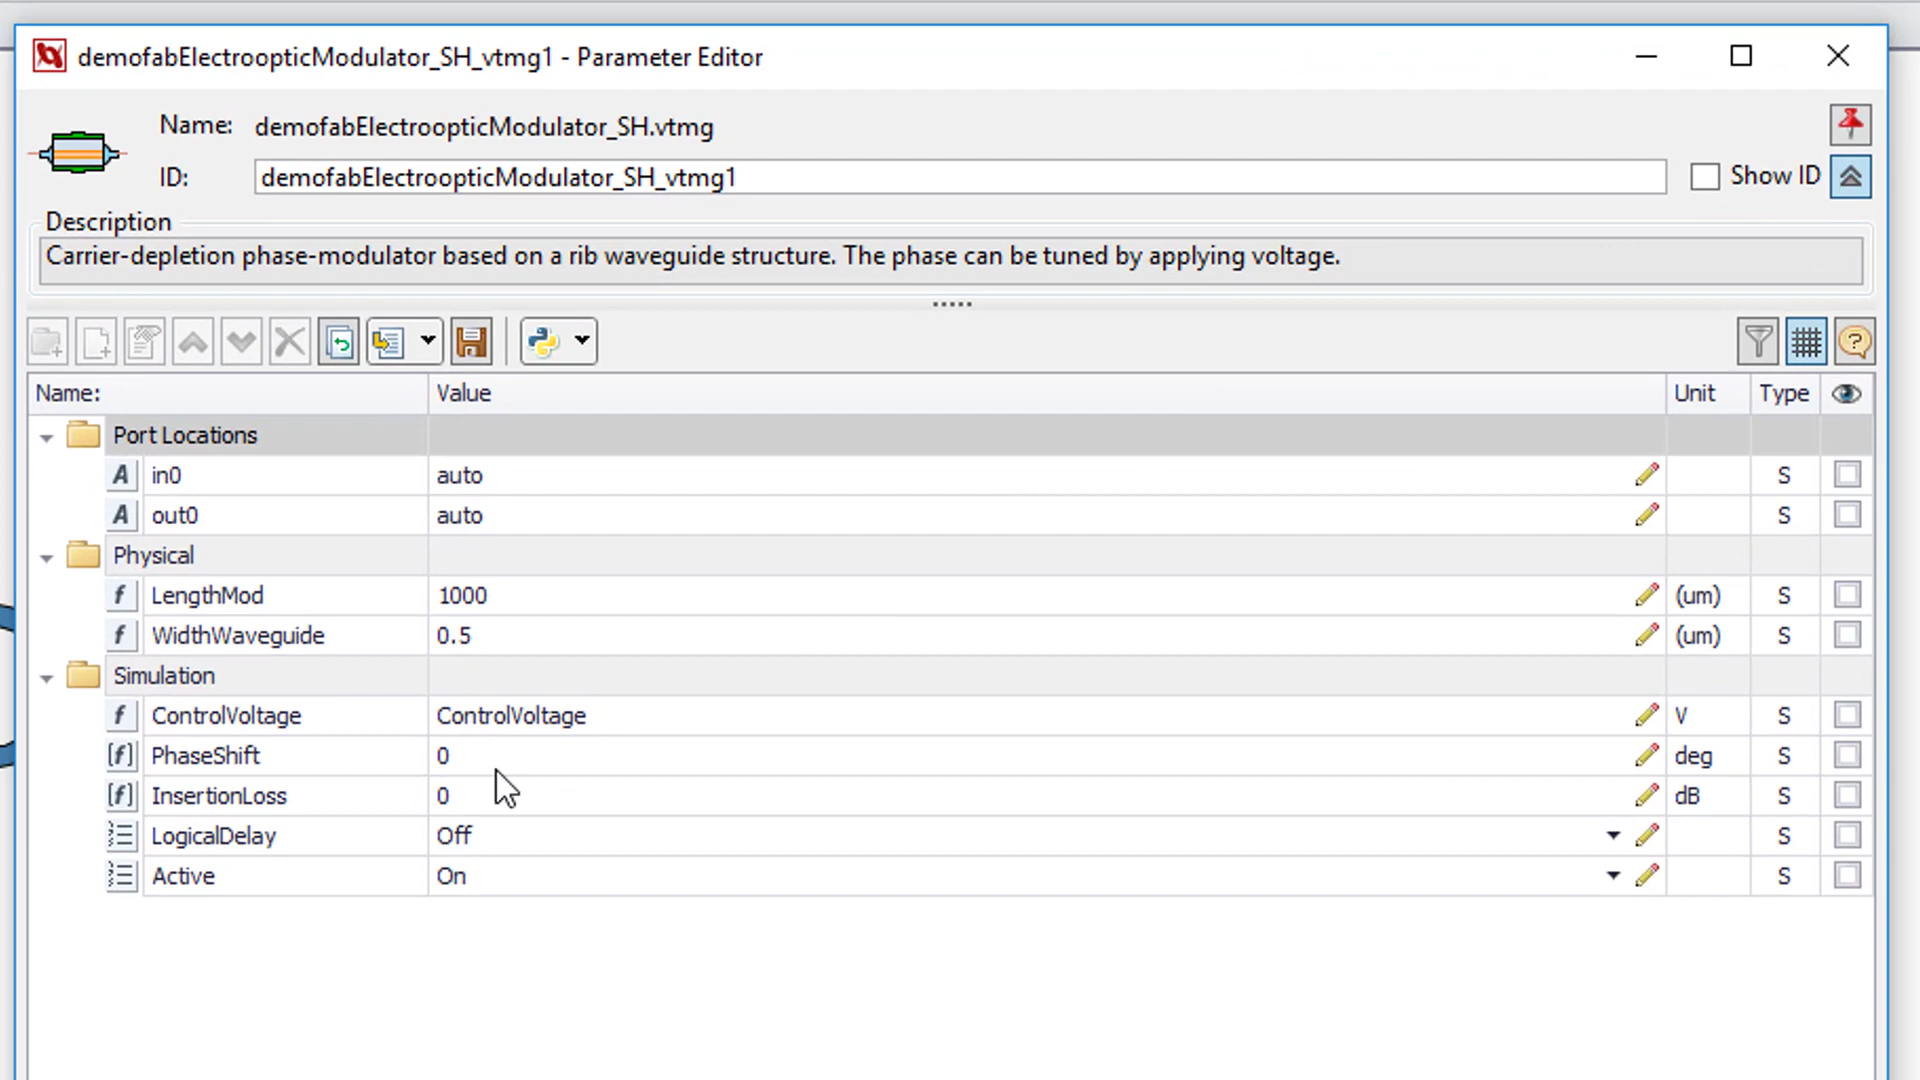 demofabElectroopticModulator_SH_vtmg1 - Parameter Editor
Name: demofabElectroopticModulator_SH.vtmg
ID: demofabElectroopticModulator_SH_vtmg1 Show ID
Description
Carrier-depletion phase-modulator based on a rib waveguide structure. The phase can be tuned by applying voltage.
Name: Value Unit Type
Port Locations
A in0 auto S
A out0 auto S
Physical
f LengthMod 1000 (um) S
f WidthWaveguide 0.5 (um) S
Simulation
f ControlVoltage ControlVoltage V S
[f] PhaseShift 0 deg S
[f] InsertionLoss 0 dB S
LogicalDelay Off S
Active On S